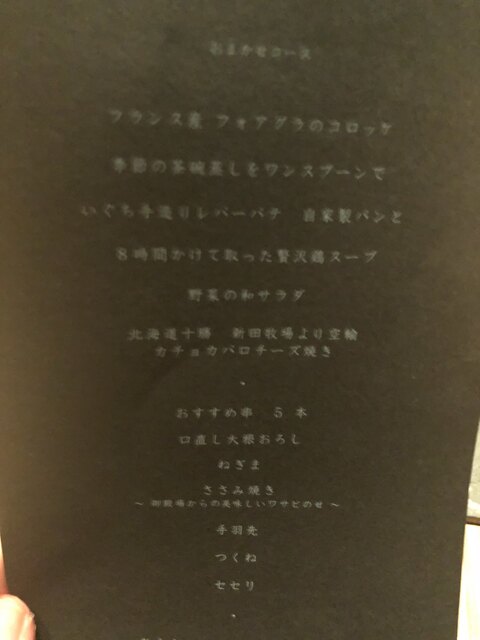 おまかせコース
フランス産 フォアグラのコロッケ
季節の茶碗蒸しをワンスプーンで
いぐち手造りレバーパテ 自家製パンと
8時間かけて取った贅沢鶏スープ
野菜の和サラダ
北海道十勝 新田牧場より空輸
カチョカバロチーズ焼き
・
おすすめ串 5本
口直し大根おろし
ねぎま
ささみ焼き
～ 御殿場からの美味しいワサビのせ ～
手羽先
つくね
セセリ
・